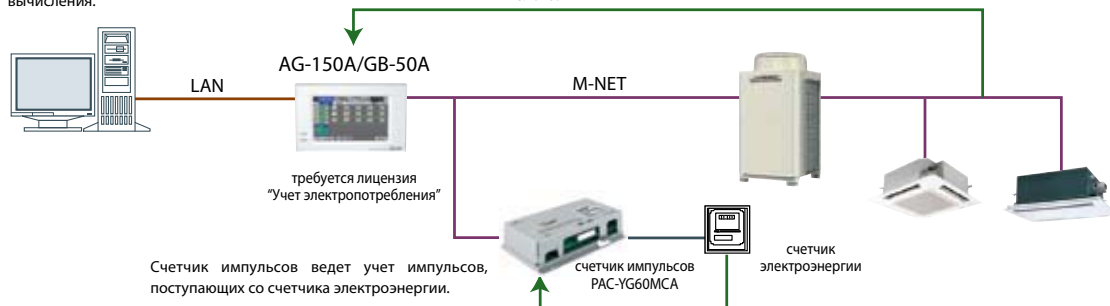 вычисления.
AG-150A/GB-50A
LAN
M-NET
требуется лицензия
"Учет электропотребления"
Счетчик импульсов ведет учет импульсов,
поступающих со счетчика электроэнергии.
счетчик импульсов
PAC-YG60MCA
счетчик
электроэнергии